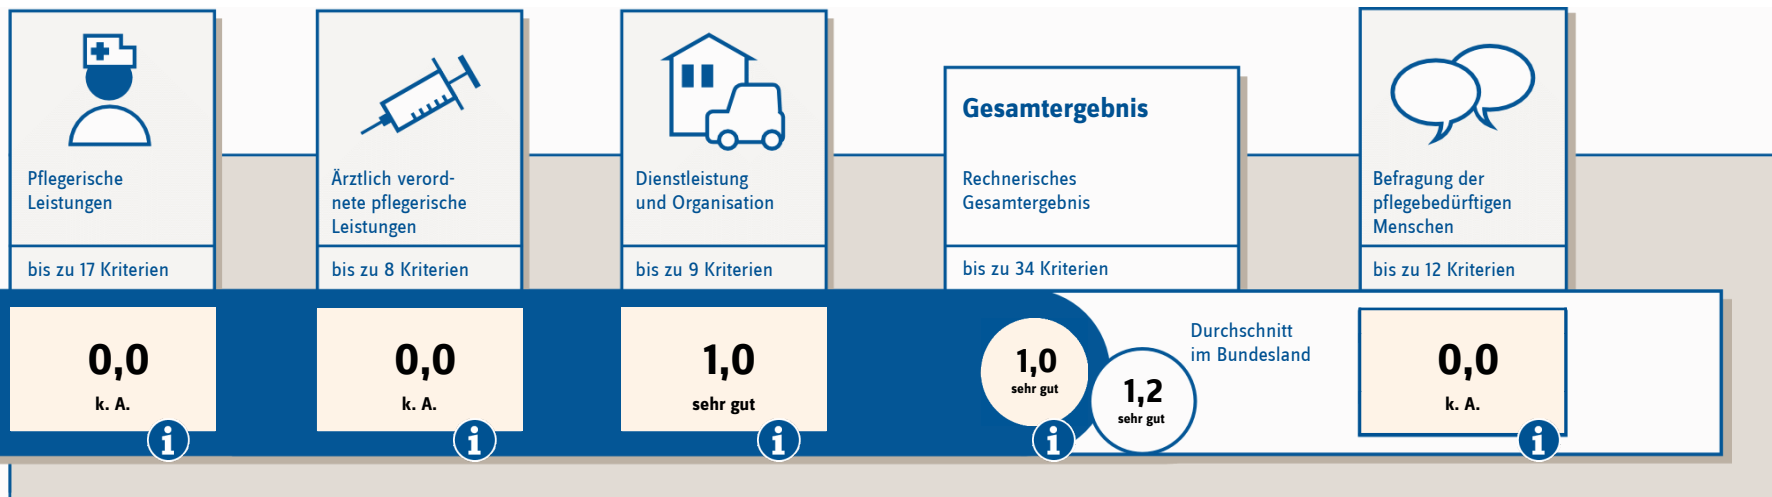 Pflegerische
Leistungen
bis zu 17 Kriterien
0,0
k. A.
i
Ärztlich verord-
nete pflegerische
Leistungen
bis zu 8 Kriterien
0,0
k. A.
i
Dienstleistung
und Organisation
bis zu 9 Kriterien
1,0
sehr gut
i
Gesamtergebnis
Rechnerisches
Gesamtergebnis
bis zu 34 Kriterien
1,0
sehr gut
i
1,2
sehr gut
Durchschnitt
im Bundesland
Befragung der
pflegebedürftigen
Menschen
bis zu 12 Kriterien
0,0
k. A.
i